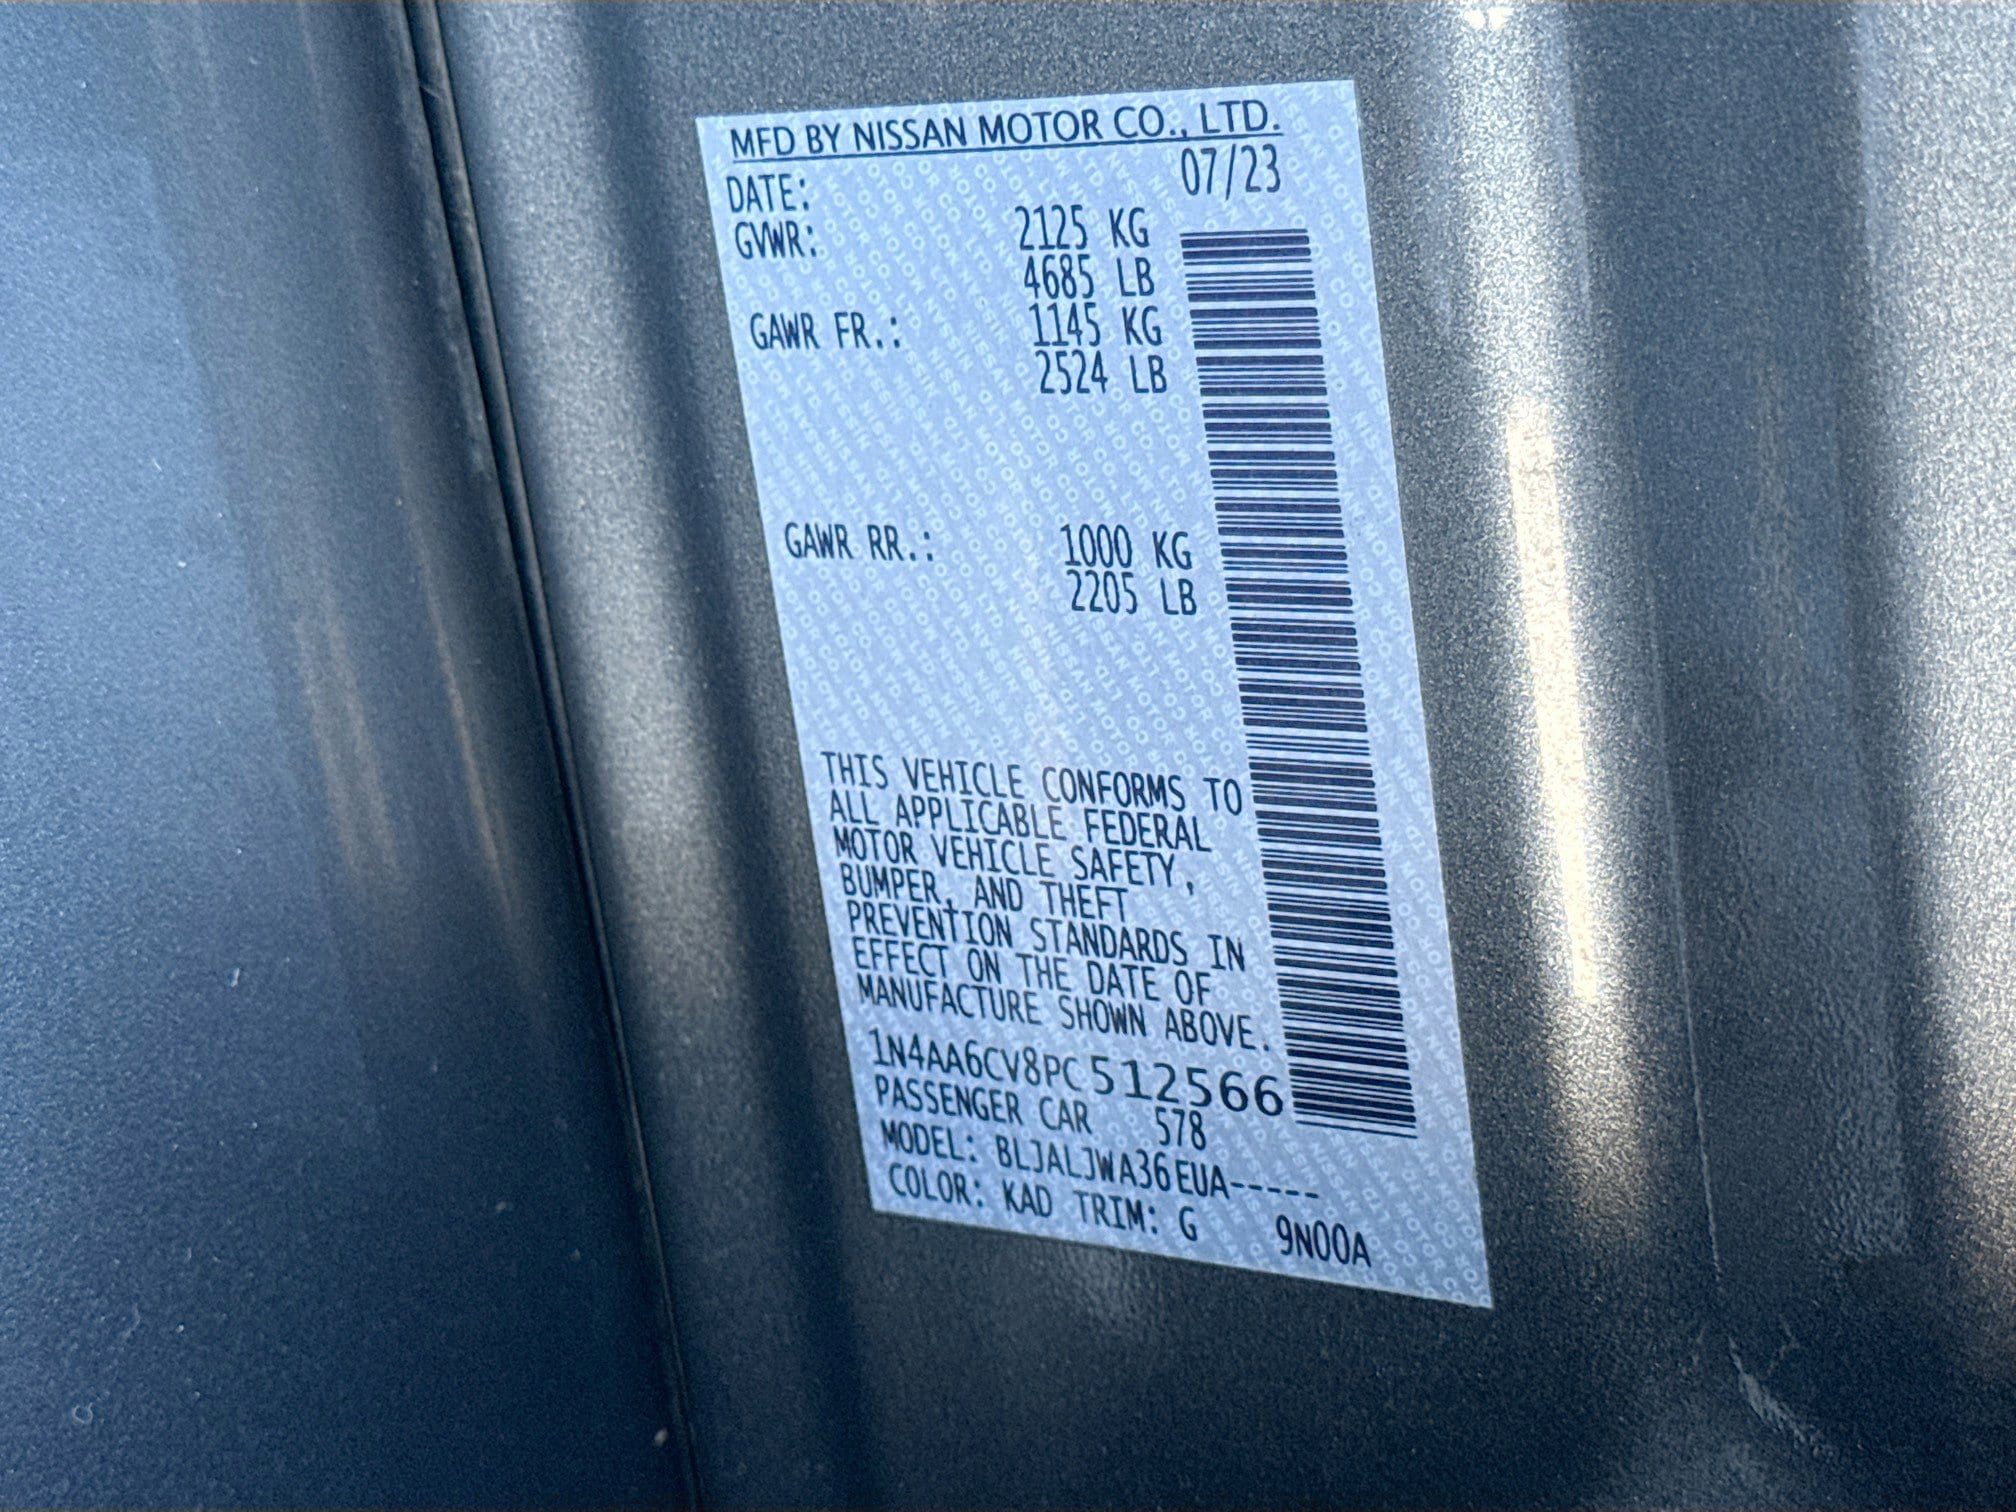 MFD BY NISSAN MOTOR CO., LTD.
DATE: 07/23
GVWR: 2125 KG
4685 LB
GAWR FR.: 1145 KG
2524 LB
GAWR RR.: 1000 KG
2205 LB
THIS VEHICLE CONFORMS TO
ALL APPLICABLE FEDERAL
MOTOR VEHICLE SAFETY,
BUMPER, AND THEFT
PREVENTION STANDARDS IN
EFFECT ON THE DATE OF
MANUFACTURE SHOWN ABOVE.
1N4AA6CV8PC512566
PASSENGER CAR 578
MODEL: BLJALJWA36EUA-----
COLOR: KAD TRIM: G 9N00A